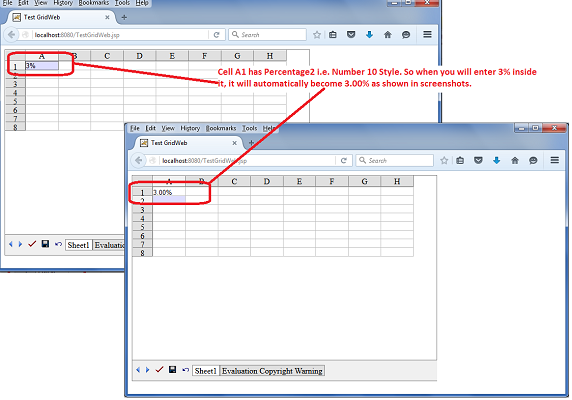 File Edit View History Bookmarks Tools Help
Test GridWeb
localhost:8080/TestGridWeb.jsp
Search
A B C D E F G H
1 3%
2
3
4
5
6
7
8
Cell A1 has Percentage2 i.e. Number 10 Style. So when you will enter 3% inside
it, it will automatically become 3.00% as shown in screenshots.
Sheet1 Evaluation
File Edit View History Bookmarks Tools Help
Test GridWeb
localhost:8080/TestGridWeb.jsp
Search
A B C D E F G H
1 3.00%
2
3
4
5
6
7
8
Sheet1 Evaluation Copyright Warning